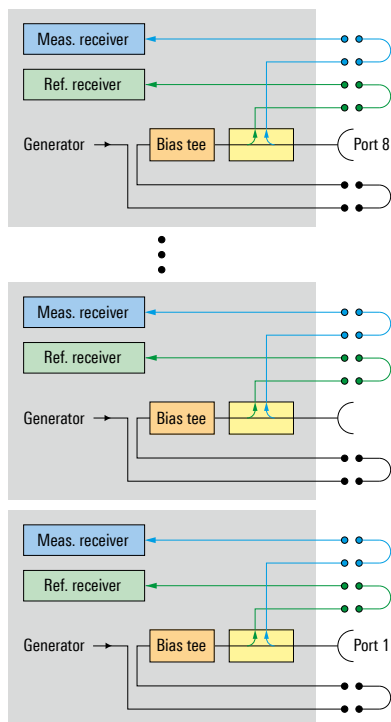 Meas. receiver
Ref. receiver
Generator
Bias tee
Port 8
Meas. receiver
Ref. receiver
Generator
Bias tee
Meas. receiver
Ref. receiver
Generator
Bias tee
Port 1